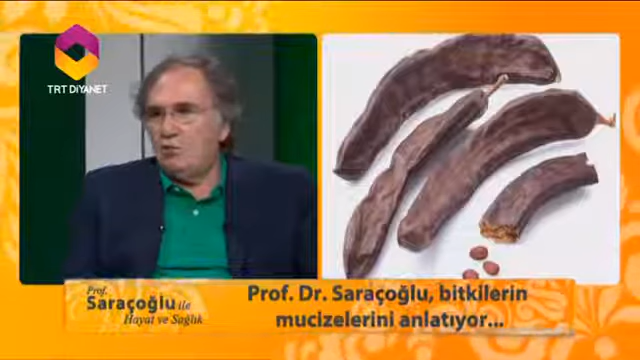 TRT DİYANET
Prof.
Saraçoğlu ile
Hayat ve Sağlık
Prof. Dr. Saraçoğlu, bitkilerin
mucizelerini anlatıyor...